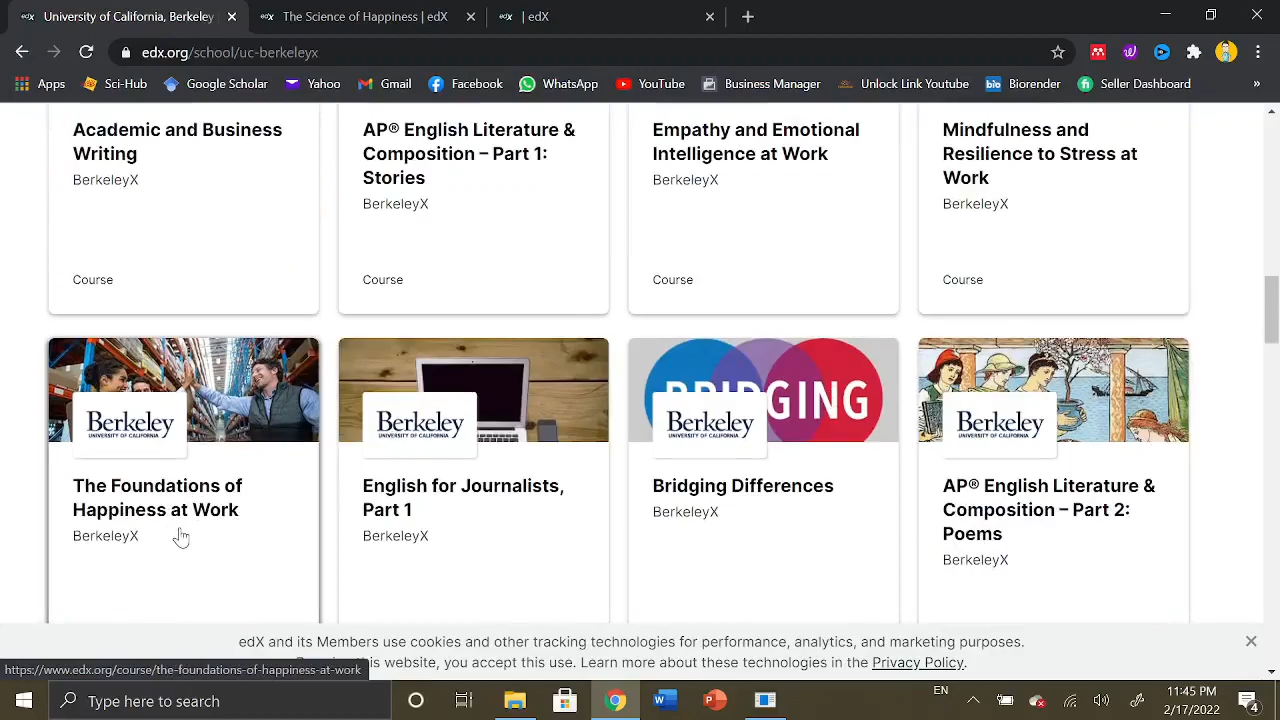 University of California, Berkeley
The Science of Happiness | edX
| edX
edx.org/school/uc-berkeleyx
Apps
Sci-Hub
Google Scholar
Yahoo
Gmail
Facebook
WhatsApp
YouTube
Business Manager
Unlock Link Youtube
Biorender
Seller Dashboard
»
Academic and Business
Writing
BerkeleyX
Course
AP® English Literature &
Composition – Part 1:
Stories
BerkeleyX
Course
Empathy and Emotional
Intelligence at Work
BerkeleyX
Course
Mindfulness and
Resilience to Stress at
Work
BerkeleyX
Course
Berkeley
UNIVERSITY OF CALIFORNIA
The Foundations of
Happiness at Work
BerkeleyX
Berkeley
UNIVERSITY OF CALIFORNIA
English for Journalists,
Part 1
BerkeleyX
BRIDGING
Berkeley
UNIVERSITY OF CALIFORNIA
Bridging Differences
BerkeleyX
Berkeley
UNIVERSITY OF CALIFORNIA
AP® English Literature &
Composition – Part 2:
Poems
BerkeleyX
edX and its Members use cookies and other tracking technologies for performance, analytics, and marketing purposes.
this website, you accept this use. Learn more about these technologies in the Privacy Policy.
https://www.edx.org/course/the-foundations-of-happiness-at-work
Type here to search
EN
11:45 PM
2/17/2022
4